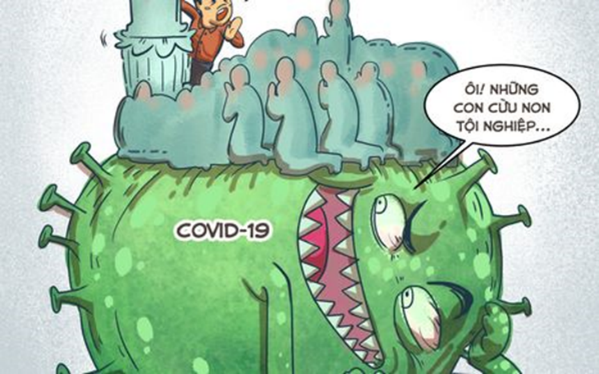 ÔI! NHỮNG
CON CỪU NON
TỘI NGHIỆP...
COVID-19